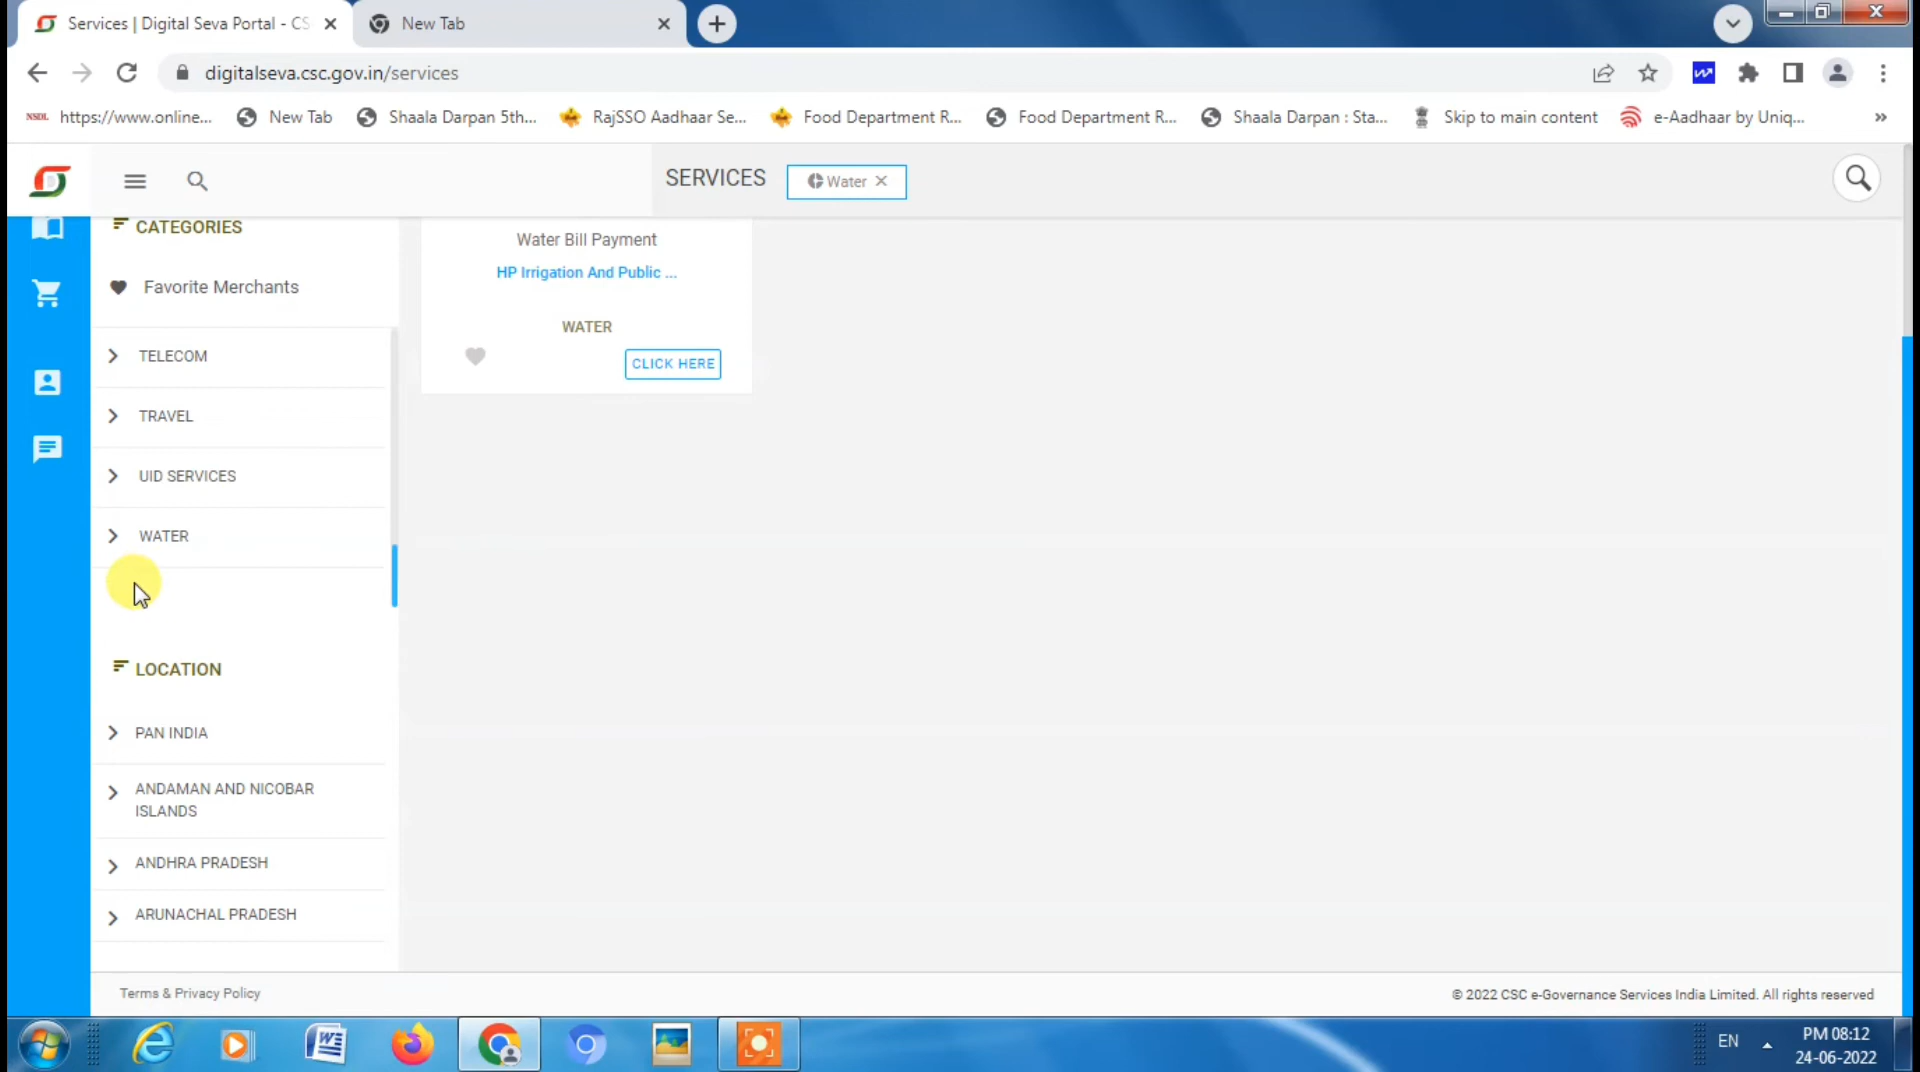 Services | Digital Seva Portal - CS
New Tab
digitalseva.csc.gov.in/services
NSDL https://www.online...
New Tab
Shaala Darpan 5th...
RajSSO Aadhaar Se...
Food Department R...
Food Department R...
Shaala Darpan : Sta...
Skip to main content
e-Aadhaar by Uniq...
»
SERVICES
Water ✕
CATEGORIES
Favorite Merchants
TELECOM
TRAVEL
UID SERVICES
WATER
Water Bill Payment
HP Irrigation And Public ...
WATER
CLICK HERE
LOCATION
PAN INDIA
ANDAMAN AND NICOBAR
ISLANDS
ANDHRA PRADESH
ARUNACHAL PRADESH
Terms & Privacy Policy
© 2022 CSC e-Governance Services India Limited. All rights reserved
EN
PM 08:12
24-06-2022